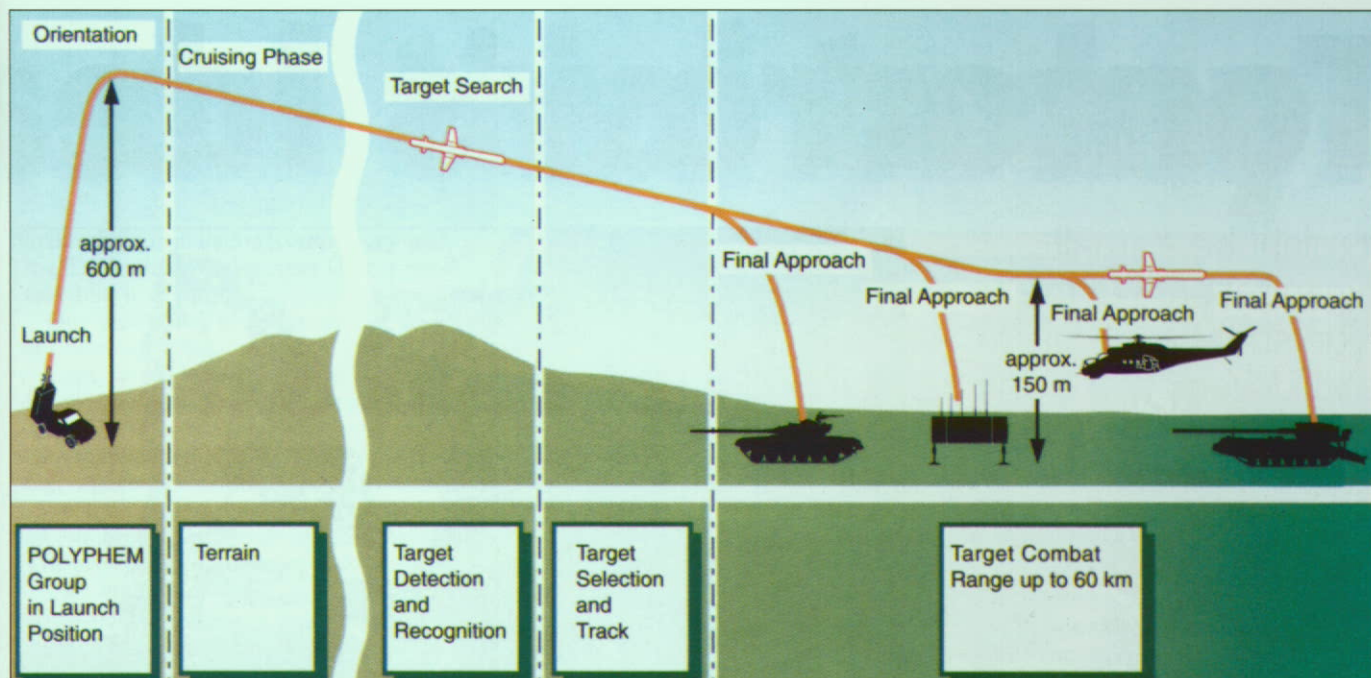 Orientation
Cruising Phase
Target Search
approx.
600 m
Launch
Final Approach
Final Approach
Final Approach
Final Approach
approx.
150 m
POLYPHEM
Group
in Launch
Position
Terrain
Target
Detection
and
Recognition
Target
Selection
and
Track
Target Combat
Range up to 60 km